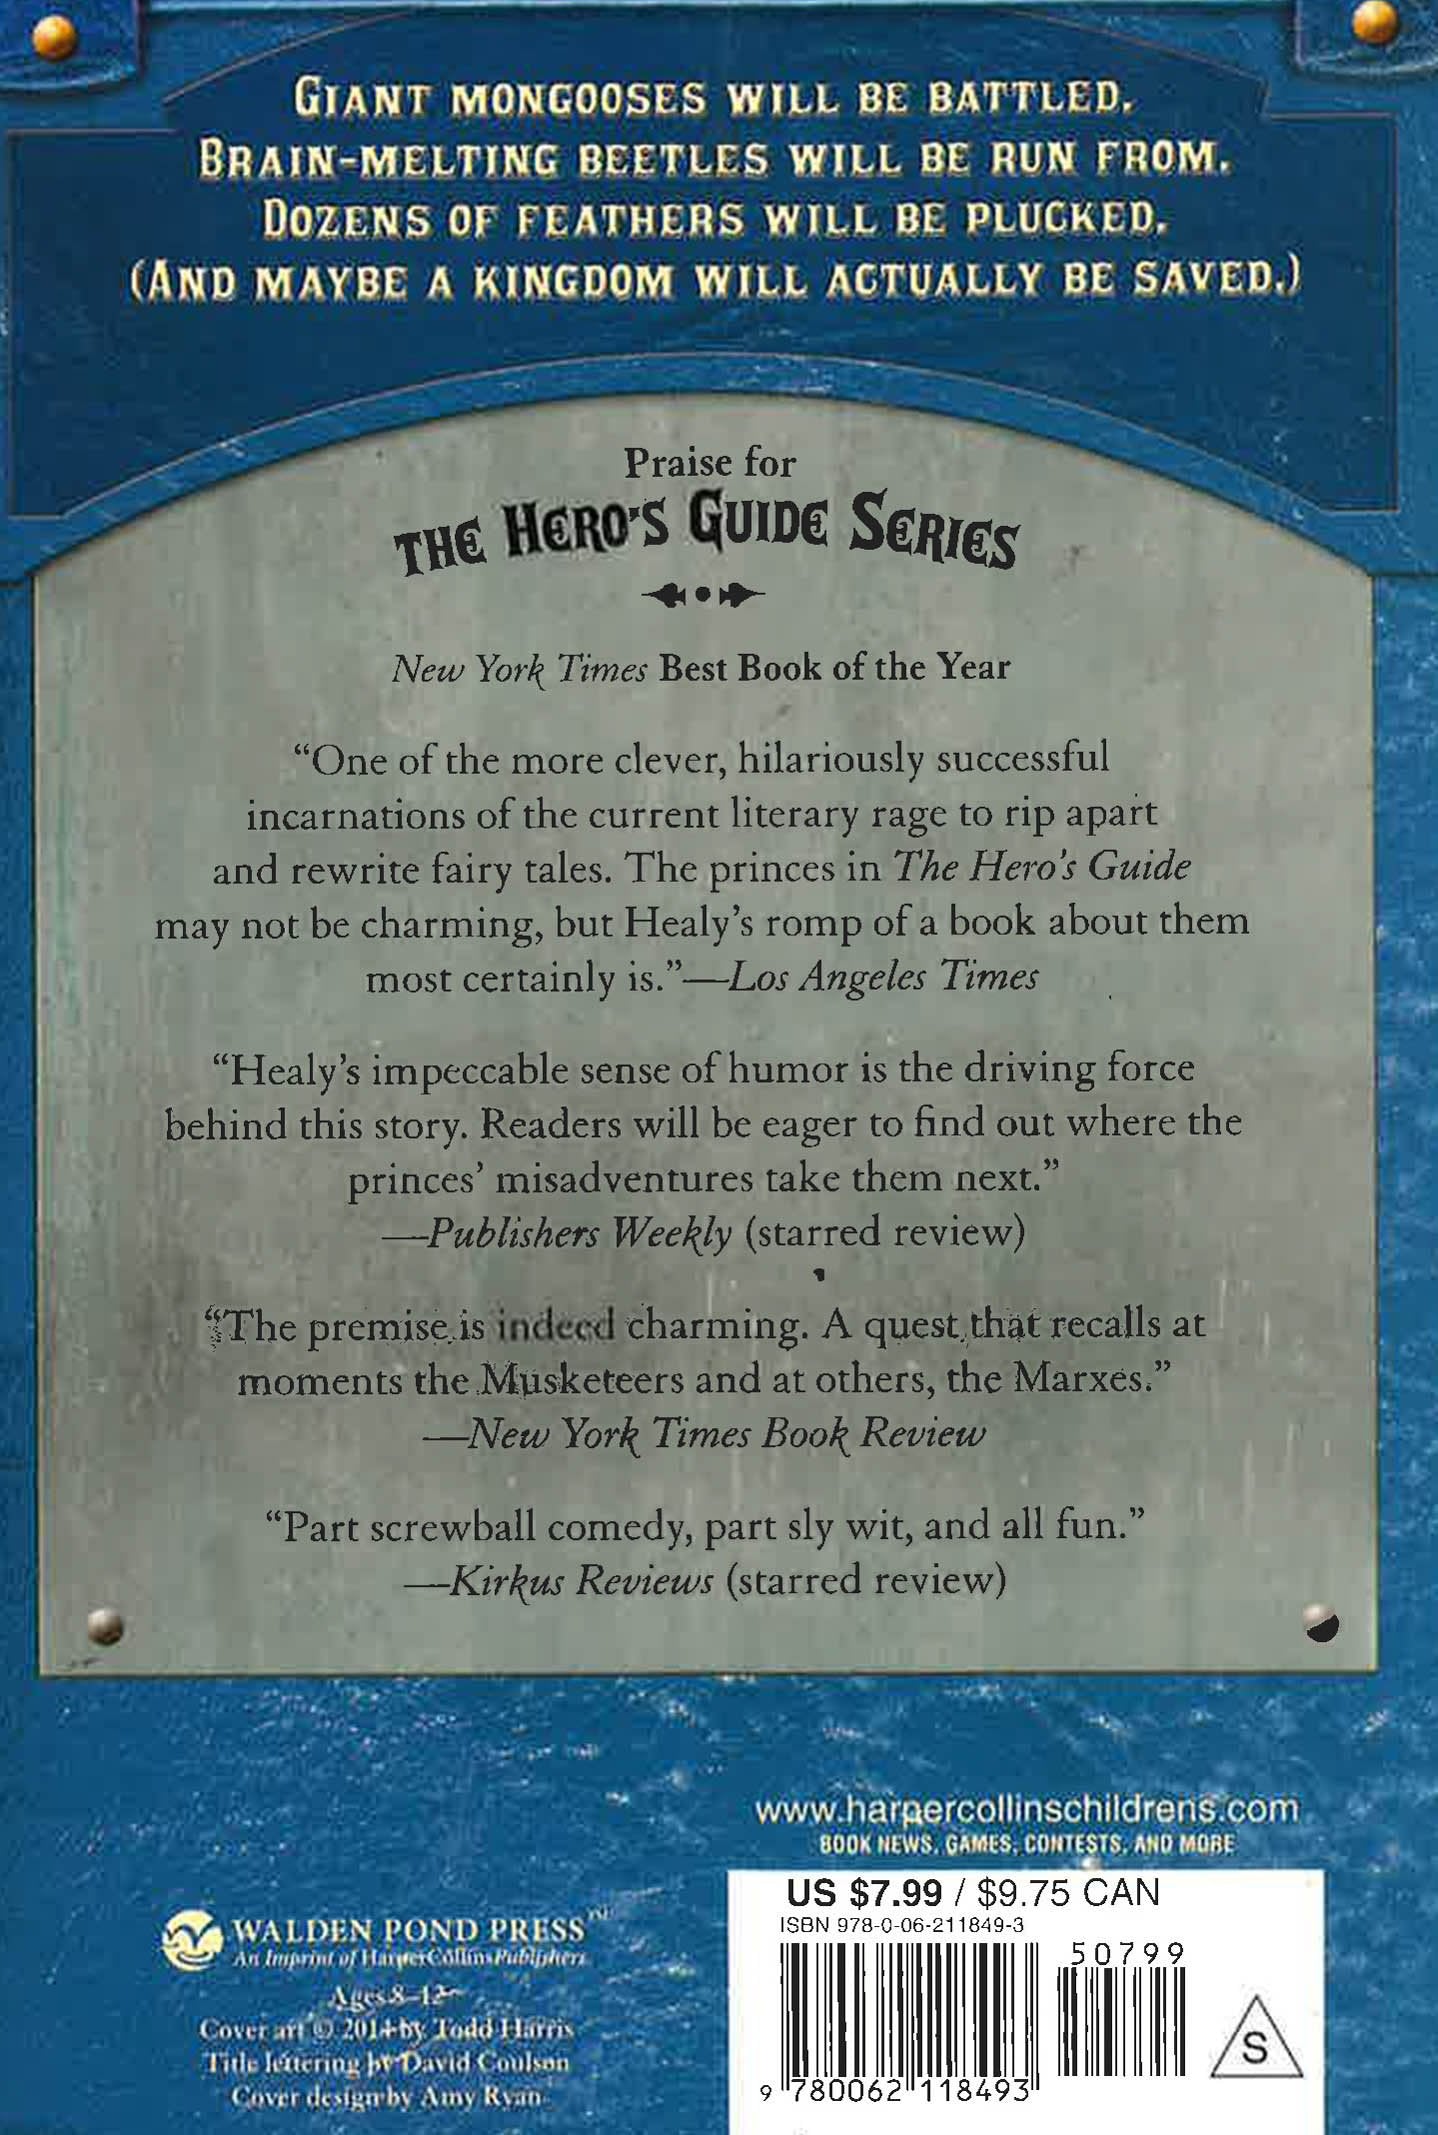 GIANT MONGOOSES WILL BE BATTLED.
BRAIN-MELTING BEETLES WILL BE RUN FROM.
DOZENS OF FEATHERS WILL BE PLUCKED.
(AND MAYBE A KINGDOM WILL ACTUALLY BE SAVED.)
Praise for
THE HERO'S GUIDE SERIES
New York Times Best Book of the Year
“One of the more clever, hilariously successful
incarnations of the current literary rage to rip apart
and rewrite fairy tales. The princes in The Hero's Guide
may not be charming, but Healy's romp of a book about them
most certainly is.”—Los Angeles Times
“Healy's impeccable sense of humor is the driving force
behind this story. Readers will be eager to find out where the
princes' misadventures take them next.”
—Publishers Weekly (starred review)
“The premise is indeed charming. A quest that recalls at
moments the Musketeers and at others, the Marxes.”
—New York Times Book Review
“Part screwball comedy, part sly wit, and all fun.”
—Kirkus Reviews (starred review)
www.harpercollinschildrens.com
BOOK NEWS, GAMES, CONTESTS, AND MORE
US $7.99 / $9.75 CAN
ISBN 978-0-06-211849-3
50799
9 780062 118493
S
WALDEN POND PRESS™
An Imprint of HarperCollinsPublishers
Ages 8–12
Cover art © 2014 by Todd Harris
Title lettering by David Coulson
Cover design by Amy Ryan